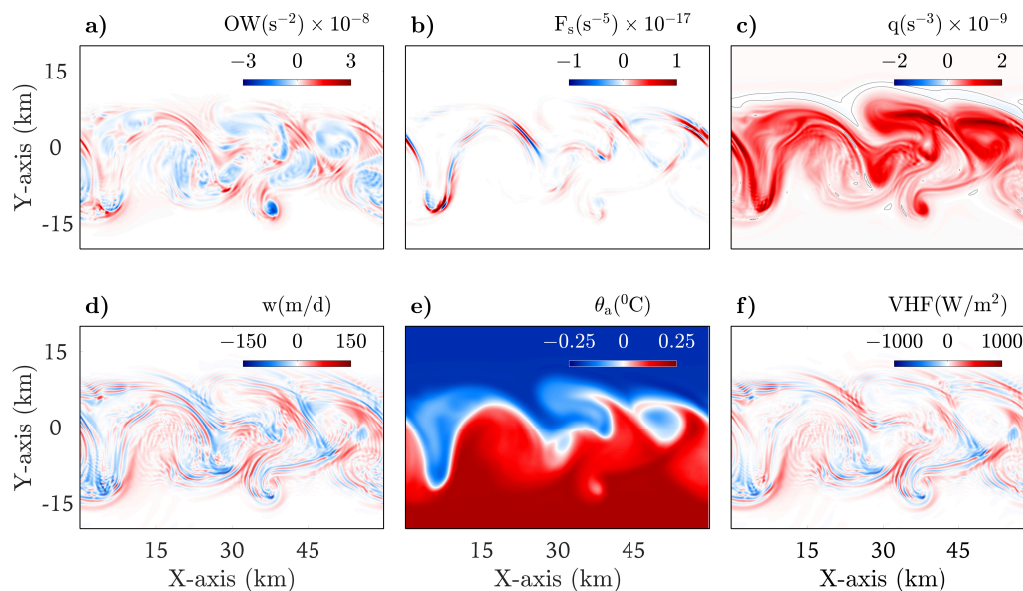 a) OW(s⁻²) × 10⁻⁸ b) Fₛ(s⁻⁵) × 10⁻¹⁷ c) q(s⁻³) × 10⁻⁹
15 −3 0 3 −1 0 1 −2 0 2
0
-15
Y-axis (km)
d) w(m/d) e) θₐ(⁰C) f) VHF(W/m²)
15 −150 0 150 −0.25 0 0.25 −1000 0 1000
0
-15
Y-axis (km)
15 30 45 15 30 45 15 30 45
X-axis (km) X-axis (km) X-axis (km)